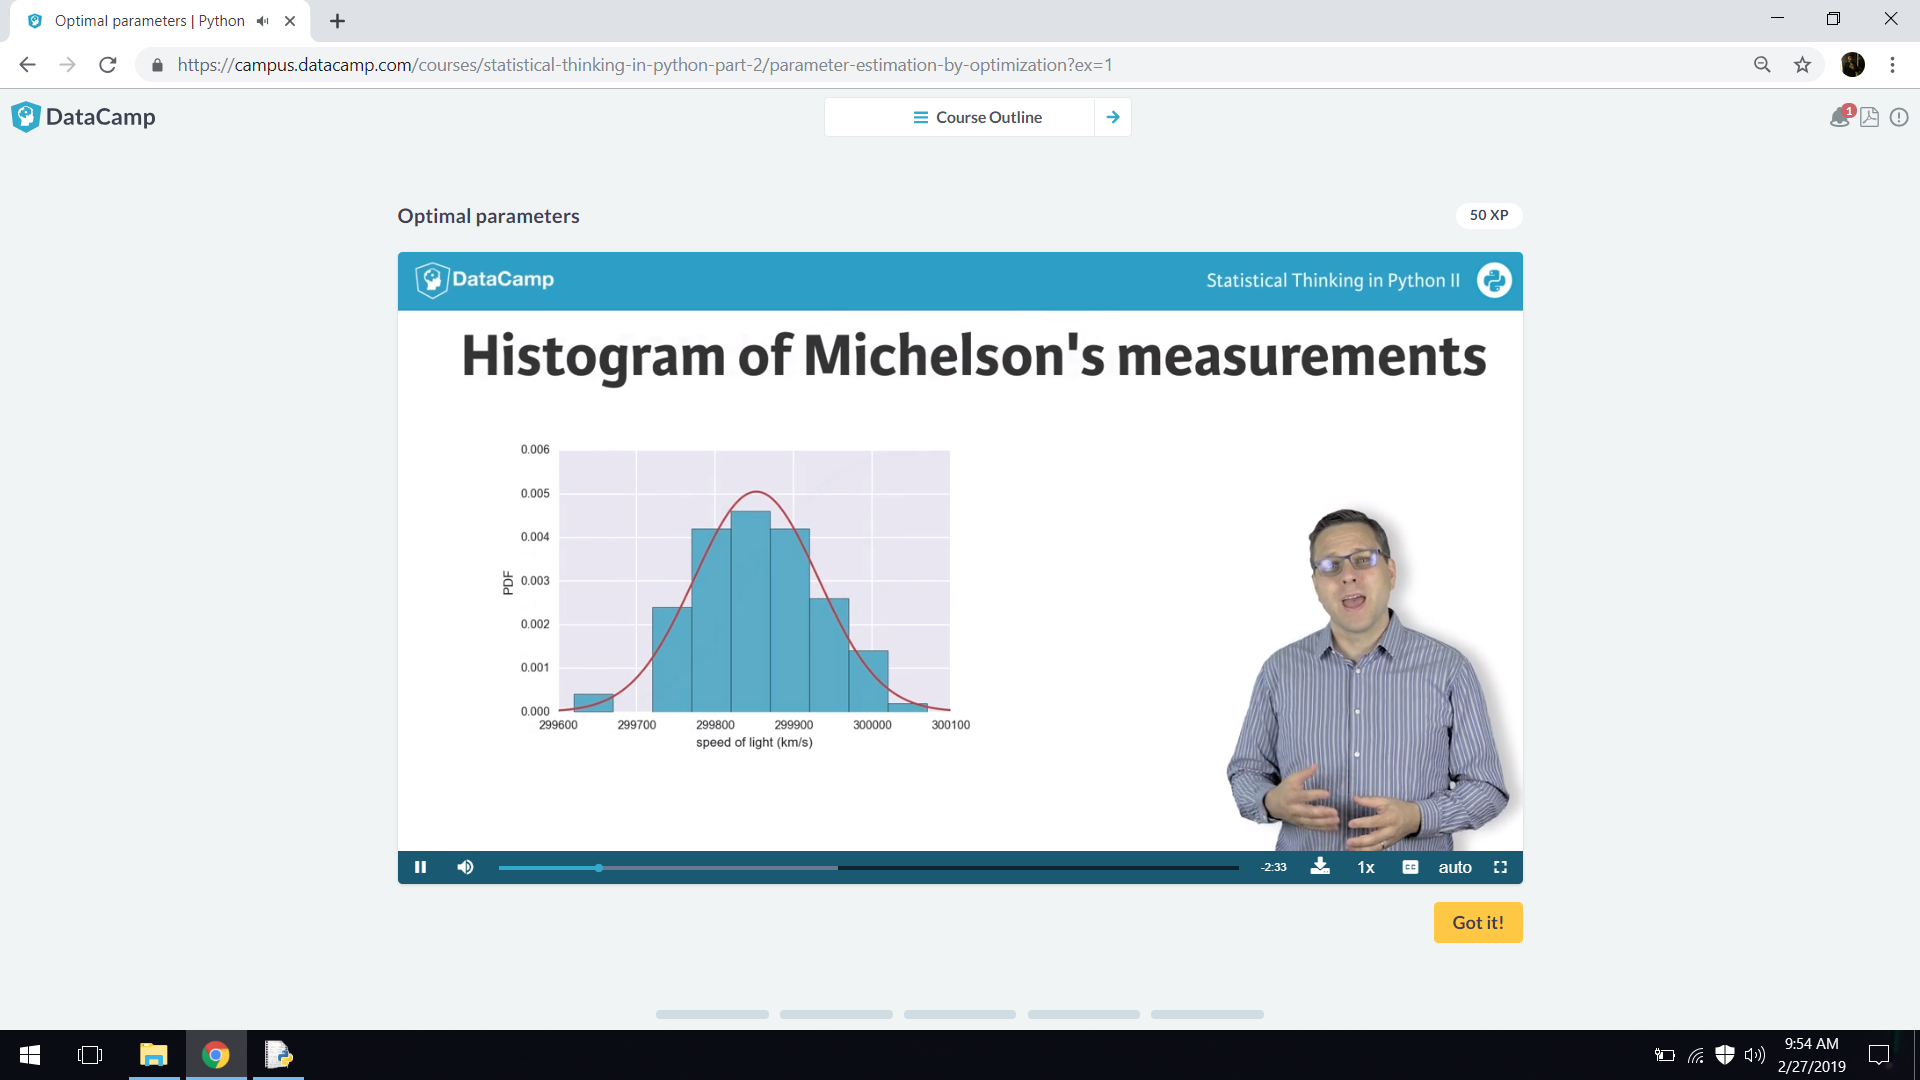 Optimal parameters | Python
https://campus.datacamp.com/courses/statistical-thinking-in-python-part-2/parameter-estimation-by-optimization?ex=1
DataCamp
Course Outline
1
Optimal parameters
50 XP
DataCamp
Statistical Thinking in Python II
Histogram of Michelson's measurements
0.006
0.005
0.004
0.003
0.002
0.001
0.000
PDF
299600 299700 299800 299900 300000 300100
speed of light (km/s)
-2:33 1x CC auto
Got it!
9:54 AM
2/27/2019